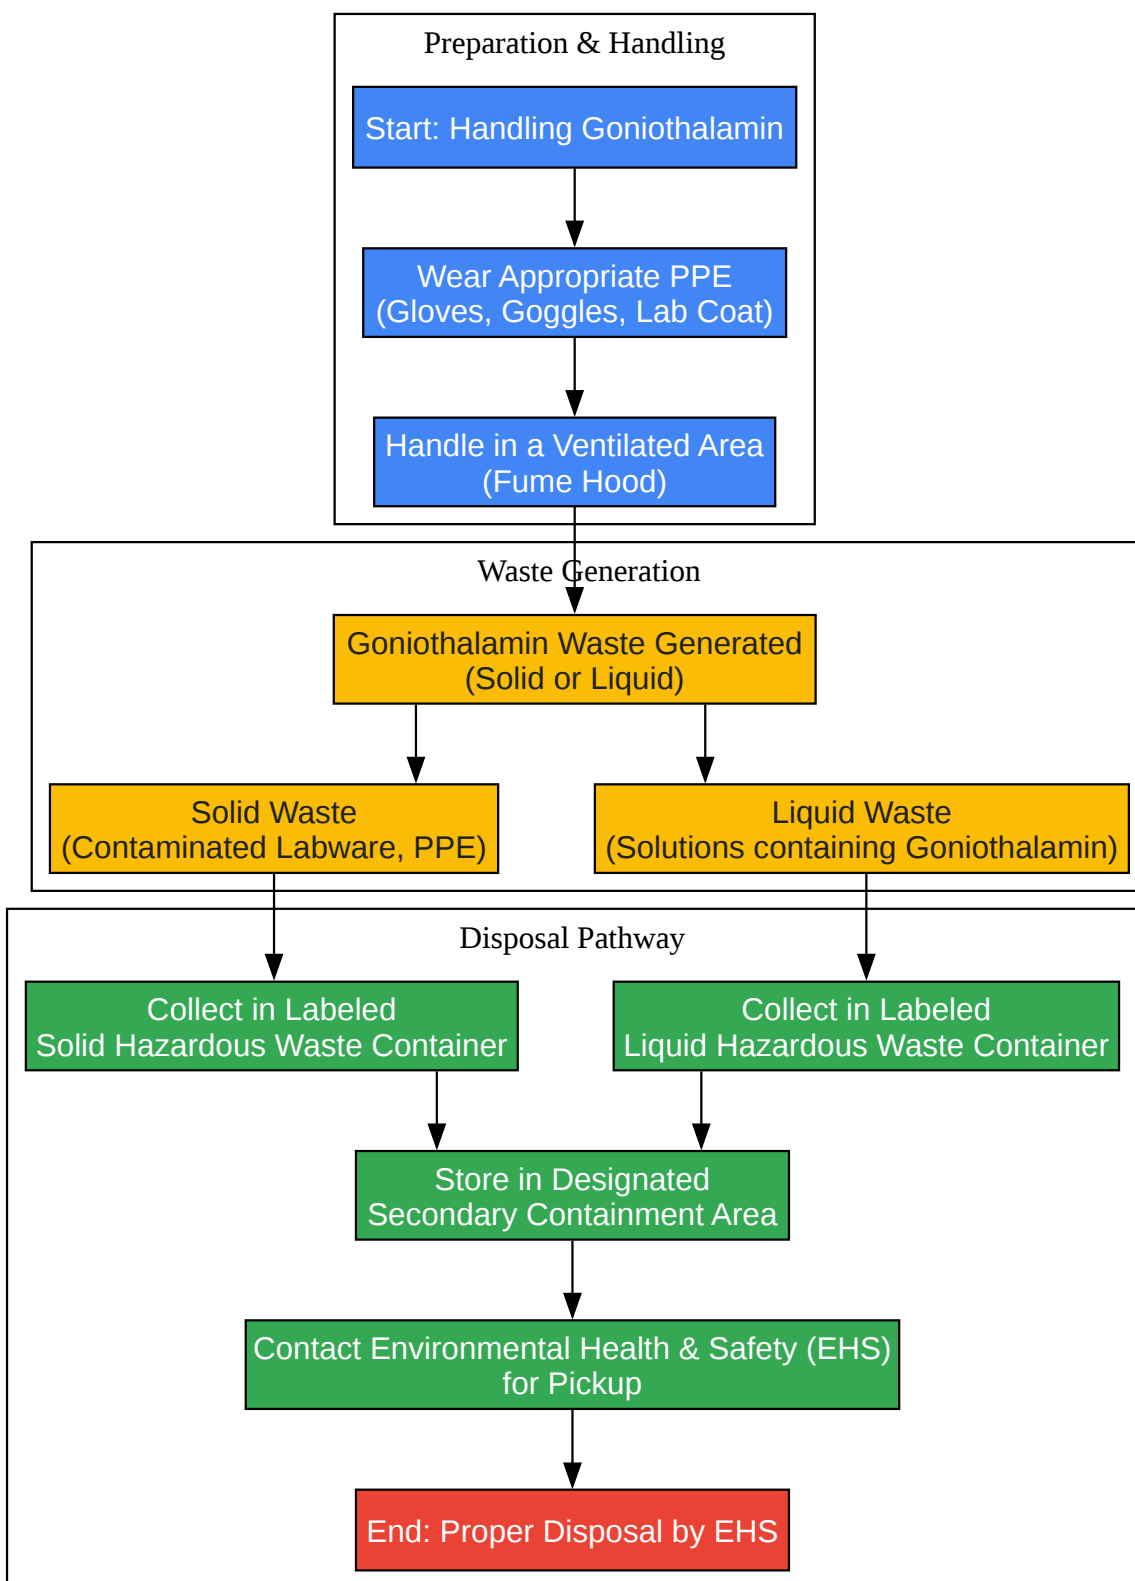 Preparation & Handling
Start: Handling Goniothalamin
Wear Appropriate PPE
(Gloves, Goggles, Lab Coat)
Handle in a Ventilated Area
(Fume Hood)
Waste Generation
Goniothalamin Waste Generated
(Solid or Liquid)
Solid Waste
(Contaminated Labware, PPE)
Liquid Waste
(Solutions containing Goniothalamin)
Disposal Pathway
Collect in Labeled
Solid Hazardous Waste Container
Collect in Labeled
Liquid Hazardous Waste Container
Store in Designated
Secondary Containment Area
Contact Environmental Health & Safety (EHS)
for Pickup
End: Proper Disposal by EHS